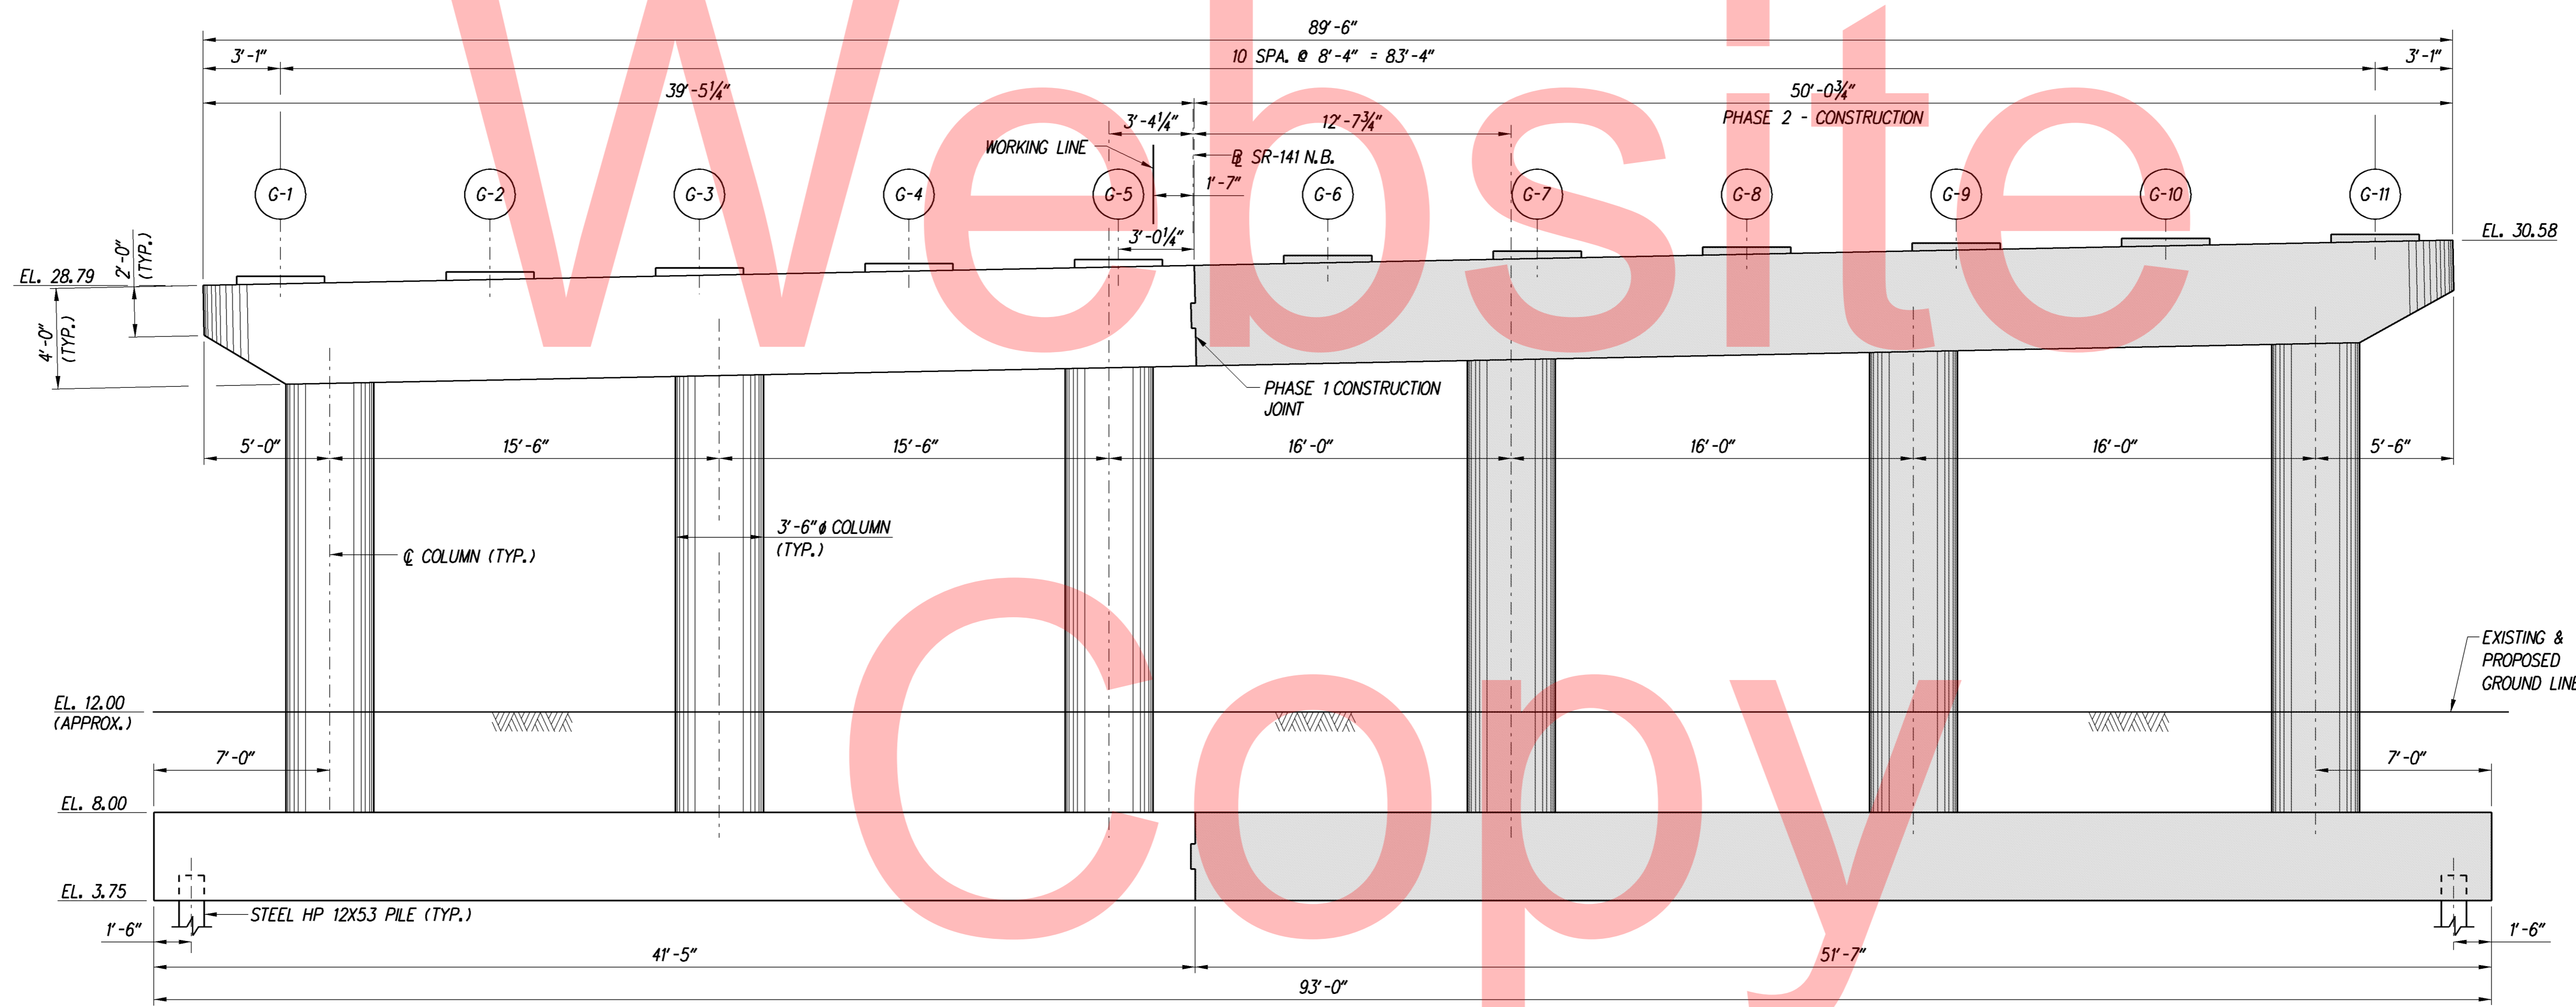 89'-6"
3'-1"
10 SPA. @ 8'-4" = 83'-4"
3'-1"
39'-5¼"
50'-0¾"
PHASE 2 - CONSTRUCTION
3'-4¼"
12'-7¾"
WORKING LINE
℄ SR-141 N.B.
1'-7"
G-1
G-2
G-3
G-4
G-5
G-6
G-7
G-8
G-9
G-10
G-11
3'-0¼"
EL. 28.79
2'-0"
(TYP.)
4'-0"
(TYP.)
EL. 30.58
PHASE 1 CONSTRUCTION
JOINT
5'-0"
15'-6"
15'-6"
16'-0"
16'-0"
16'-0"
5'-6"
3'-6" ø COLUMN
(TYP.)
℄ COLUMN (TYP.)
EXISTING &
PROPOSED
GROUND LINE
EL. 12.00
(APPROX.)
7'-0"
7'-0"
EL. 8.00
EL. 3.75
STEEL HP 12X53 PILE (TYP.)
1'-6"
1'-6"
41'-5"
51'-7"
93'-0"
Website
Copy